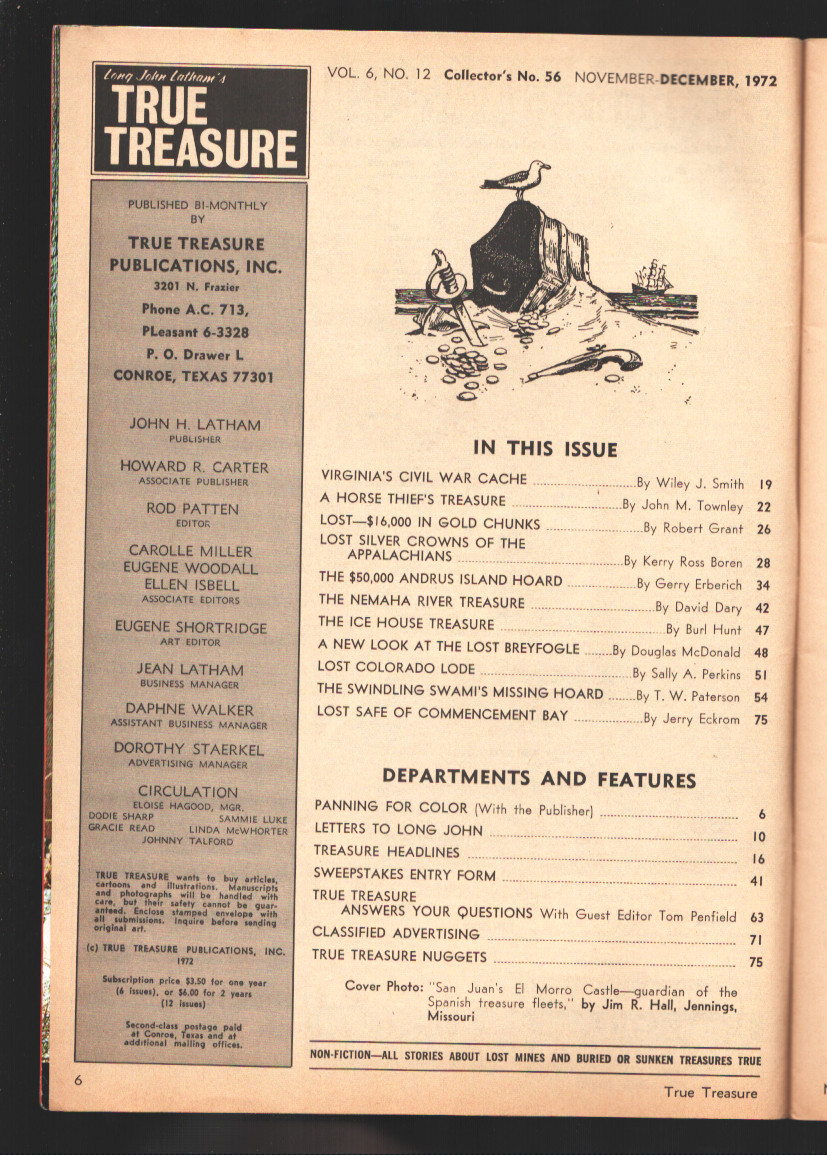 Long John Latham's
TRUE
TREASURE
VOL. 6, NO. 12 Collector's No. 56 NOVEMBER-DECEMBER, 1972
PUBLISHED BI-MONTHLY
BY
TRUE TREASURE
PUBLICATIONS, INC.
3201 N. Frazier
Phone A.C. 713,
PLeasant 6-3328
P. O. Drawer L
CONROE, TEXAS 77301
JOHN H. LATHAM
PUBLISHER
HOWARD R. CARTER
ASSOCIATE PUBLISHER
ROD PATTEN
EDITOR
CAROLLE MILLER
EUGENE WOODALL
ELLEN ISBELL
ASSOCIATE EDITORS
EUGENE SHORTRIDGE
ART EDITOR
JEAN LATHAM
BUSINESS MANAGER
DAPHNE WALKER
ASSISTANT BUSINESS MANAGER
DOROTHY STAERKEL
ADVERTISING MANAGER
CIRCULATION
ELOISE HAGOOD, MGR.
DODIE SHARP SAMMIE LUKE
GRACIE READ LINDA McWHORTER
JOHNNY TALFORD
TRUE TREASURE wants to buy articles,
cartoons and illustrations. Manuscripts
and photographs will be handled with
care, but their safety cannot be guar-
anteed. Enclose stamped envelope with
all submissions. Inquire before sending
original art.
(c) TRUE TREASURE PUBLICATIONS, INC.
1972
Subscription price $3.50 for one year
(6 issues), or $6.00 for 2 years
(12 issues)
Second-class postage paid
at Conroe, Texas and at
additional mailing offices.
IN THIS ISSUE
VIRGINIA'S CIVIL WAR CACHE ........................By Wiley J. Smith 19
A HORSE THIEF'S TREASURE ........................By John M. Townley 22
LOST—$16,000 IN GOLD CHUNKS ........................By Robert Grant 26
LOST SILVER CROWNS OF THE
APPALACHIANS ........................By Kerry Ross Boren 28
THE $50,000 ANDRUS ISLAND HOARD ................By Gerry Erberich 34
THE NEMAHA RIVER TREASURE ........................By David Dary 42
THE ICE HOUSE TREASURE ........................By Burl Hunt 47
A NEW LOOK AT THE LOST BREYFOGLE .......By Douglas McDonald 48
LOST COLORADO LODE ........................By Sally A. Perkins 51
THE SWINDLING SWAMI'S MISSING HOARD .......By T. W. Paterson 54
LOST SAFE OF COMMENCEMENT BAY ................By Jerry Eckrom 75
DEPARTMENTS AND FEATURES
PANNING FOR COLOR (With the Publisher) ........................ 6
LETTERS TO LONG JOHN ........................ 10
TREASURE HEADLINES ........................ 16
SWEEPSTAKES ENTRY FORM ........................ 41
TRUE TREASURE
ANSWERS YOUR QUESTIONS With Guest Editor Tom Penfield 63
CLASSIFIED ADVERTISING ........................ 71
TRUE TREASURE NUGGETS ........................ 75
Cover Photo: "San Juan's El Morro Castle—guardian of the
Spanish treasure fleets," by Jim R. Hall, Jennings,
Missouri
NON-FICTION—ALL STORIES ABOUT LOST MINES AND BURIED OR SUNKEN TREASURES TRUE
6
True Treasure